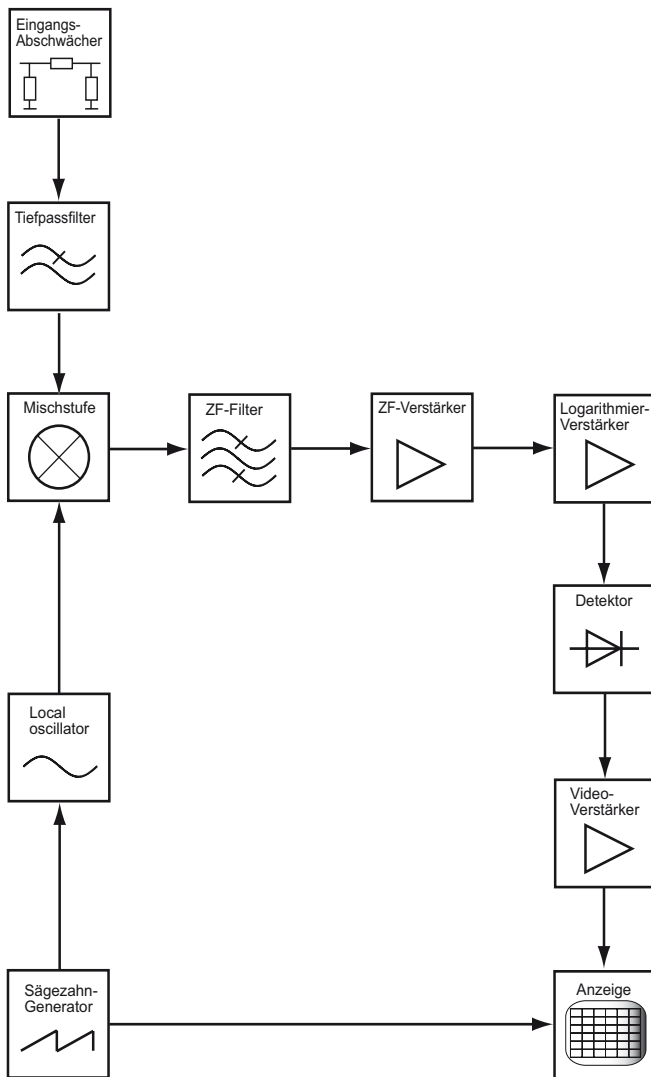 Eingangs-
Abschwächer
Tiefpassfilter
Mischstufe
ZF-Filter
ZF-Verstärker
Logarithmier-
Verstärker
Detektor
Local
oscillator
Video-
Verstärker
Sägezahn-
Generator
Anzeige